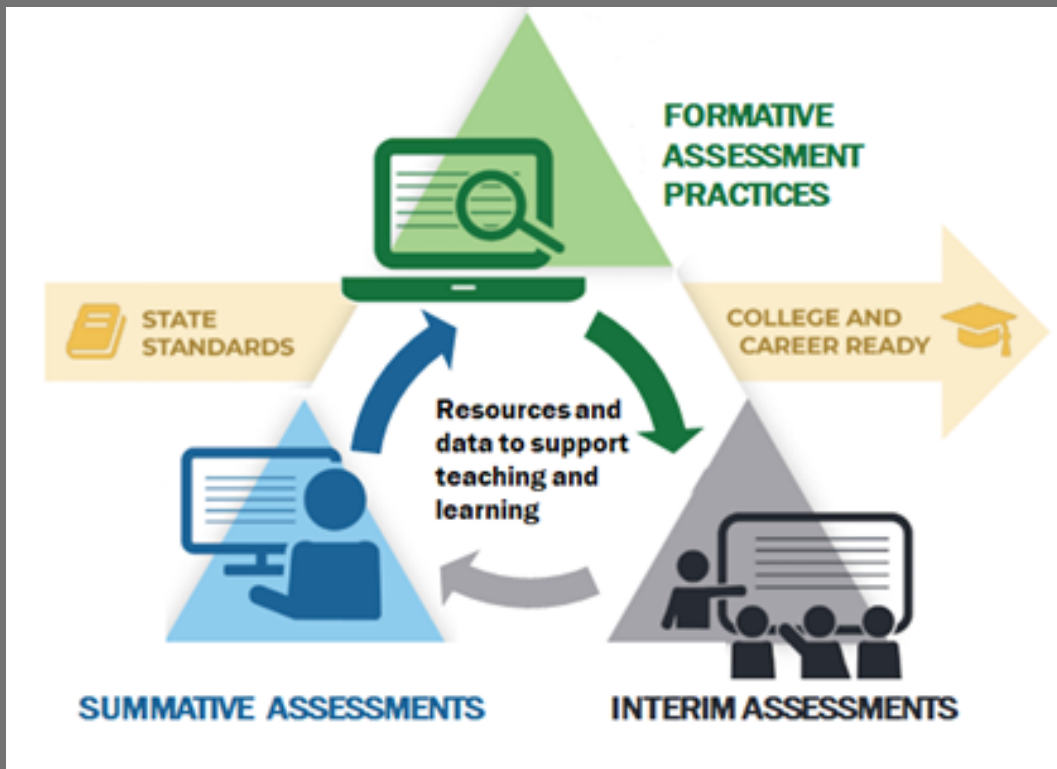 FORMATIVE
ASSESSMENT
PRACTICES
STATE
STANDARDS
COLLEGE AND
CAREER READY
Resources and
data to support
teaching and
learning
SUMMATIVE ASSESSMENTS
INTERIM ASSESSMENTS